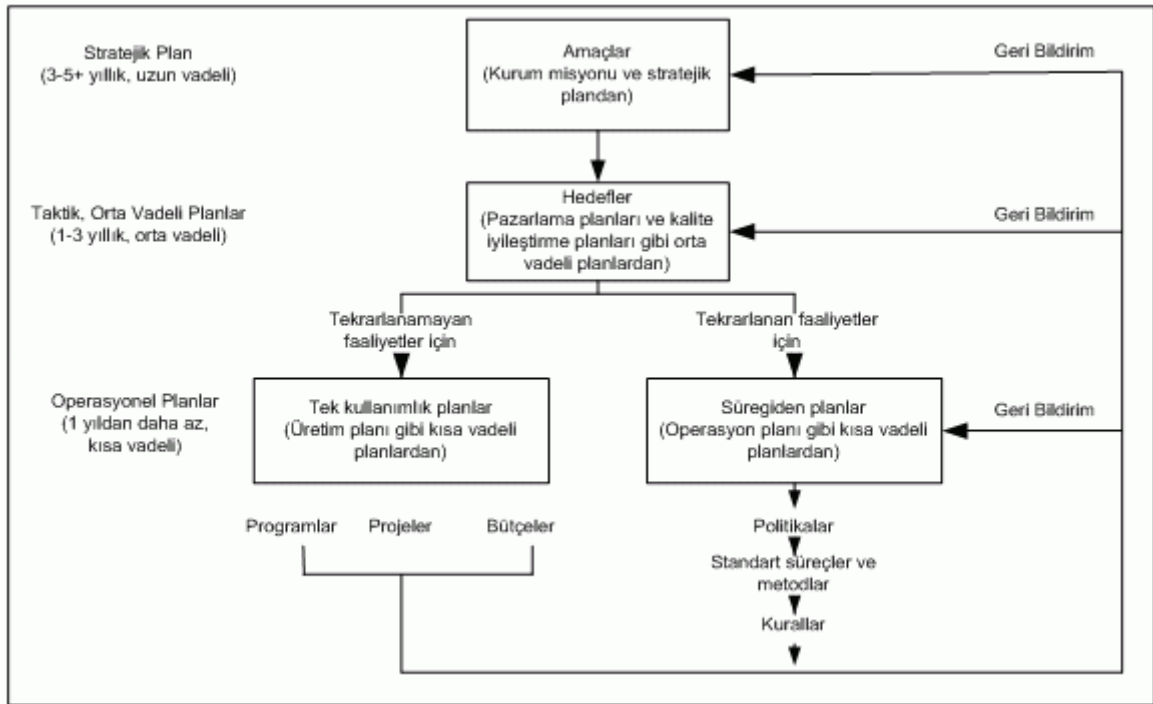 Stratejik Plan
(3-5+ yıllık, uzun vadeli)
Amaçlar
(Kurum misyonu ve stratejik
plandan)
Geri Bildirim
Taktik, Orta Vadeli Planlar
(1-3 yıllık, orta vadeli)
Hedefler
(Pazarlama planları ve kalite
iyileştirme planları gibi orta
vadeli planlardan)
Geri Bildirim
Tekrarlanamayan
faaliyetler için
Tekrarlanan faaliyetler
için
Operasyonel Planlar
(1 yıldan daha az,
kısa vadeli)
Tek kullanımlık planlar
(Üretim planı gibi kısa vadeli
planlardan)
Süregiden planlar
(Operasyon planı gibi kısa vadeli
planlardan)
Geri Bildirim
Programlar
Projeler
Bütçeler
Politikalar
Standart süreçler ve
metodlar
Kurallar